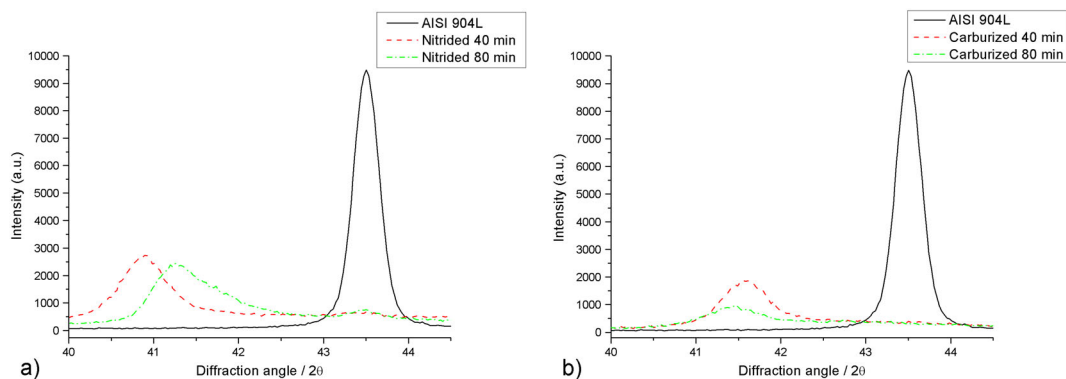 AISI 904L
Nitrided 40 min
Nitrided 80 min
10000
9000
8000
7000
6000
5000
4000
3000
2000
1000
0
Intensity (a.u.)
40 41 42 43 44
Diffraction angle / 2θ
a)
AISI 904L
Carburized 40 min
Carburized 80 min
10000
9000
8000
7000
6000
5000
4000
3000
2000
1000
0
Intensity (a.u.)
40 41 42 43 44
Diffraction angle / 2θ
b)